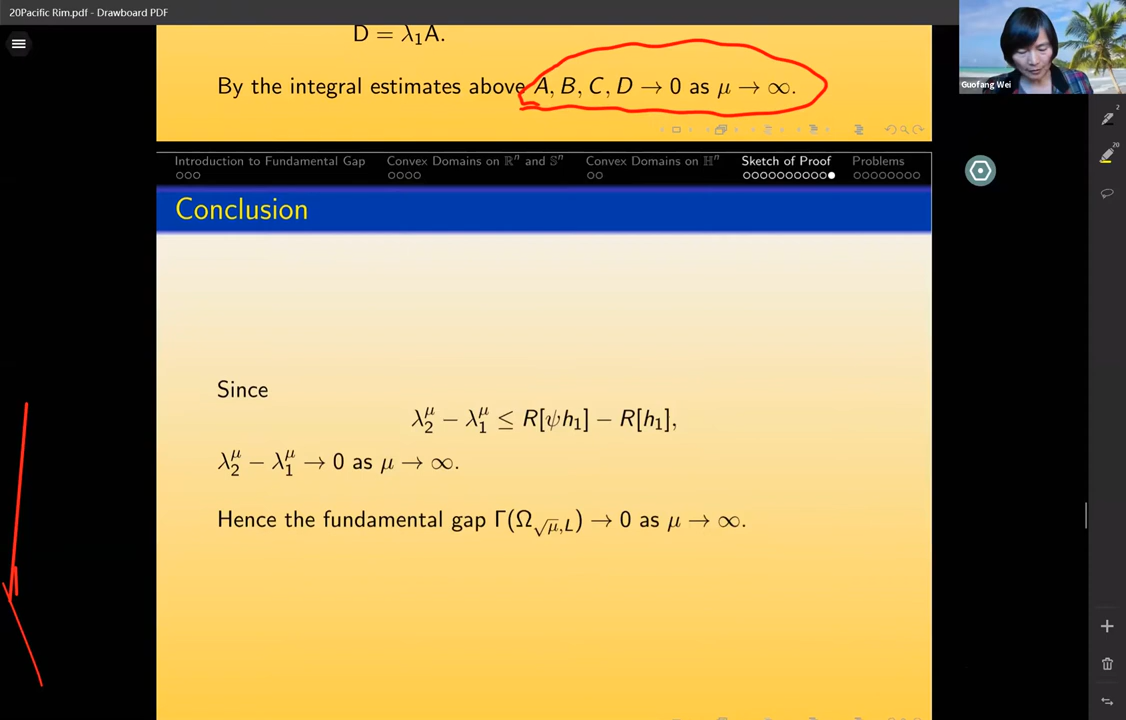 20Pacific Rim.pdf - Drawboard PDF
D = λ₁A.
By the integral estimates above A, B, C, D → 0 as μ → ∞.
Guofang Wei
2
Introduction to Fundamental Gap Convex Domains on ℝⁿ and 𝕊ⁿ Convex Domains on ℍⁿ Sketch of Proof Problems
20
Conclusion
Since
λ₂^μ − λ₁^μ ≤ R[ψh₁] − R[h₁],
λ₂^μ − λ₁^μ → 0 as μ → ∞.
Hence the fundamental gap Γ(Ω_{√μ,L}) → 0 as μ → ∞.